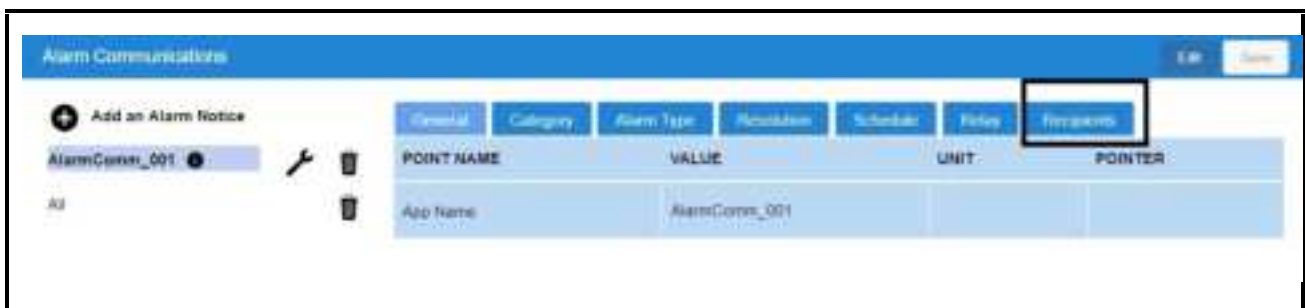 Alarm Communications
Edit Save
Add an Alarm Notice
General Category Alarm Type Resolution Schedule Relay Recipients
AlarmComm_001
POINT NAME VALUE UNIT POINTER
All
App Name AlarmComm_001